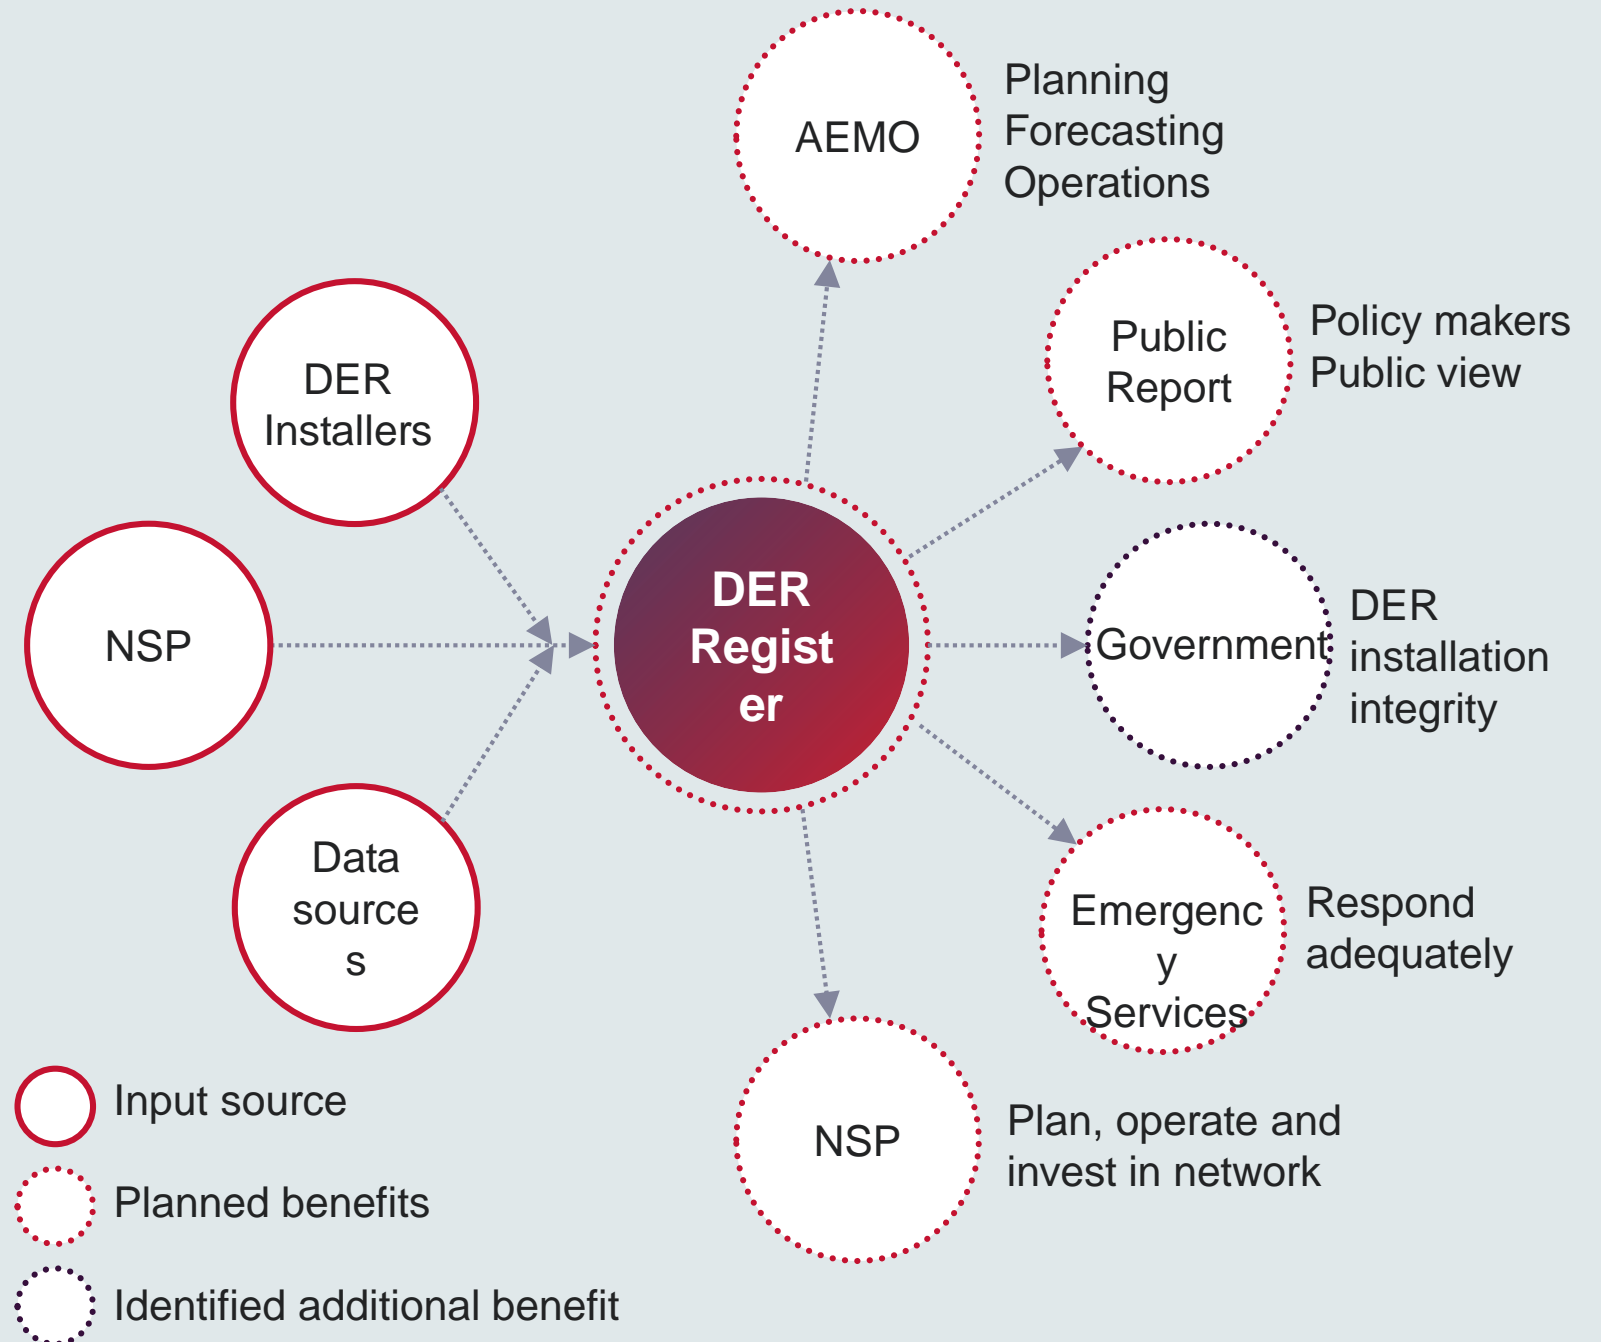 AEMO
Planning
Forecasting
Operations
Public
Report
Policy makers
Public view
DER
Installers
NSP
Data
source
s
DER
Regist
er
Government
DER
installation
integrity
Emergenc
y
Services
Respond
adequately
NSP
Plan, operate and
invest in network
Input source
Planned benefits
Identified additional benefit